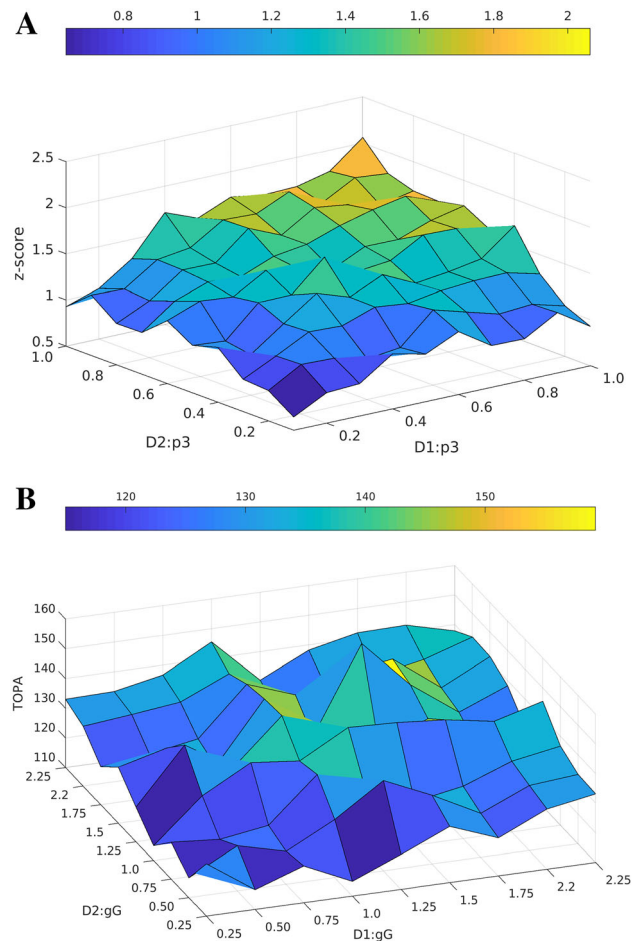 A
0.8 1 1.2 1.4 1.6 1.8 2
2.5
2
1.5
1
0.5
z-score
1.0 0.8 0.6 0.4 0.2
D2:p3
0.2 0.4 0.6 0.8 1.0
D1:p3
B
120 130 140 150
160
150
140
130
120
110
TOPA
2.25 2.2 1.75 1.5 1.25 1.0 0.75 0.50 0.25
D2:gG
0.25 0.50 0.75 1.0 1.25 1.5 1.75 2.2 2.25
D1:gG